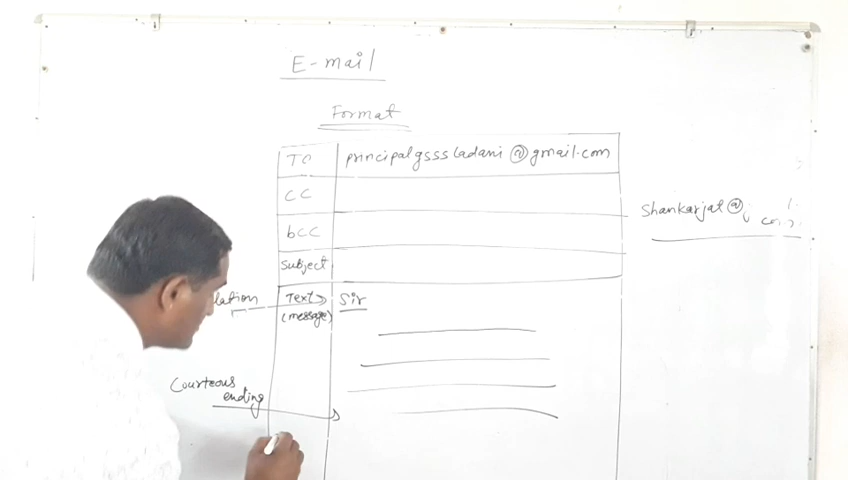 E-mail
Format
TO principalgsssladani@gmail.com
CC
bCC
Shankarjat@
Subject
Text Sir
(message)
Courteous
ending